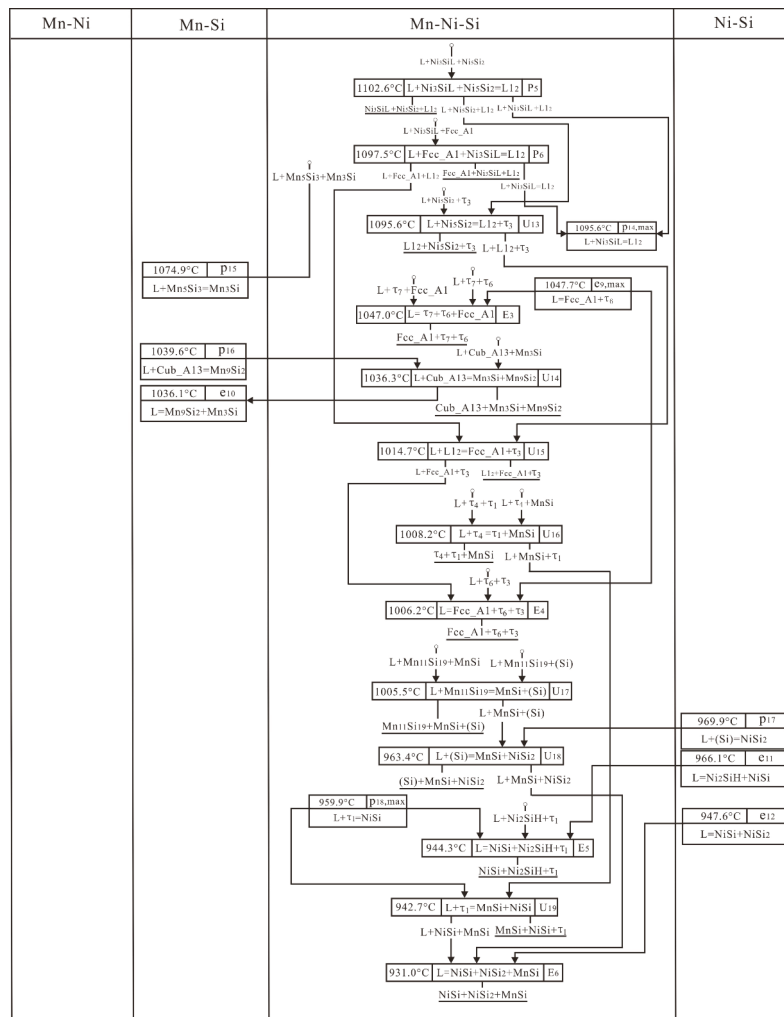 Mn-Ni
Mn-Si
Mn-Ni-Si
Ni-Si
L+Ni₃SiL+Ni₅Si₂
1102.6°C L+Ni₃SiL+Ni₅Si₂=L1₂ P₅
Ni₃SiL+Ni₅Si₂+L1₂
L+Ni₅Si₂+L1₂
L+Ni₃SiL+L1₂
L+Ni₃SiL+Fcc_A1
1097.5°C L+Fcc_A1+Ni₃SiL=L1₂ P₆
L+Fcc_A1+L1₂
Fcc_A1+Ni₃SiL+L1₂
L+Ni₃SiL=L1₂
L+Mn₅Si₃+Mn₃Si
L+Ni₅Si₂+τ₃
1095.6°C L+Ni₅Si₂=L1₂+τ₃ U₁₃
L1₂+Ni₅Si₂+τ₃
L+L1₂+τ₃
1095.6°C p₁₄,max
L+Ni₃SiL=L1₂
1074.9°C p₁₅
L+Mn₅Si₃=Mn₃Si
L+τ₇+Fcc_A1
L+τ₇+τ₆
1047.7°C e₉,max
L=Fcc_A1+τ₆
1047.0°C L=τ₇+τ₆+Fcc_A1 E₃
Fcc_A1+τ₇+τ₆
1039.6°C p₁₆
L+Cub_A13=Mn₉Si₂
L+Cub_A13+Mn₃Si
1036.3°C L+Cub_A13=Mn₃Si+Mn₉Si₂ U₁₄
Cub_A13+Mn₃Si+Mn₉Si₂
1036.1°C e₁₀
L=Mn₉Si₂+Mn₃Si
1014.7°C L+L1₂=Fcc_A1+τ₃ U₁₅
L+Fcc_A1+τ₃
L1₂+Fcc_A1+τ₃
L+τ₄+τ₁
L+τ₄+MnSi
1008.2°C L+τ₄=τ₁+MnSi U₁₆
τ₄+τ₁+MnSi
L+MnSi+τ₁
L+τ₆+τ₃
1006.2°C L=Fcc_A1+τ₆+τ₃ E₄
Fcc_A1+τ₆+τ₃
L+Mn₁₁Si₁₉+MnSi
L+Mn₁₁Si₁₉+(Si)
1005.5°C L+Mn₁₁Si₁₉=MnSi+(Si) U₁₇
Mn₁₁Si₁₉+MnSi+(Si)
L+MnSi+(Si)
969.9°C p₁₇
L+(Si)=NiSi₂
963.4°C L+(Si)=MnSi+NiSi₂ U₁₈
(Si)+MnSi+NiSi₂
L+MnSi+NiSi₂
966.1°C e₁₁
L=Ni₂SiH+NiSi
959.9°C p₁₈,max
L+τ₁=NiSi
L+Ni₂SiH+τ₁
944.3°C L=NiSi+Ni₂SiH+τ₁ E₅
NiSi+Ni₂SiH+τ₁
947.6°C e₁₂
L=NiSi+NiSi₂
942.7°C L+τ₁=MnSi+NiSi U₁₉
L+NiSi+MnSi
MnSi+NiSi+τ₁
931.0°C L=NiSi+NiSi₂+MnSi E₆
NiSi+NiSi₂+MnSi